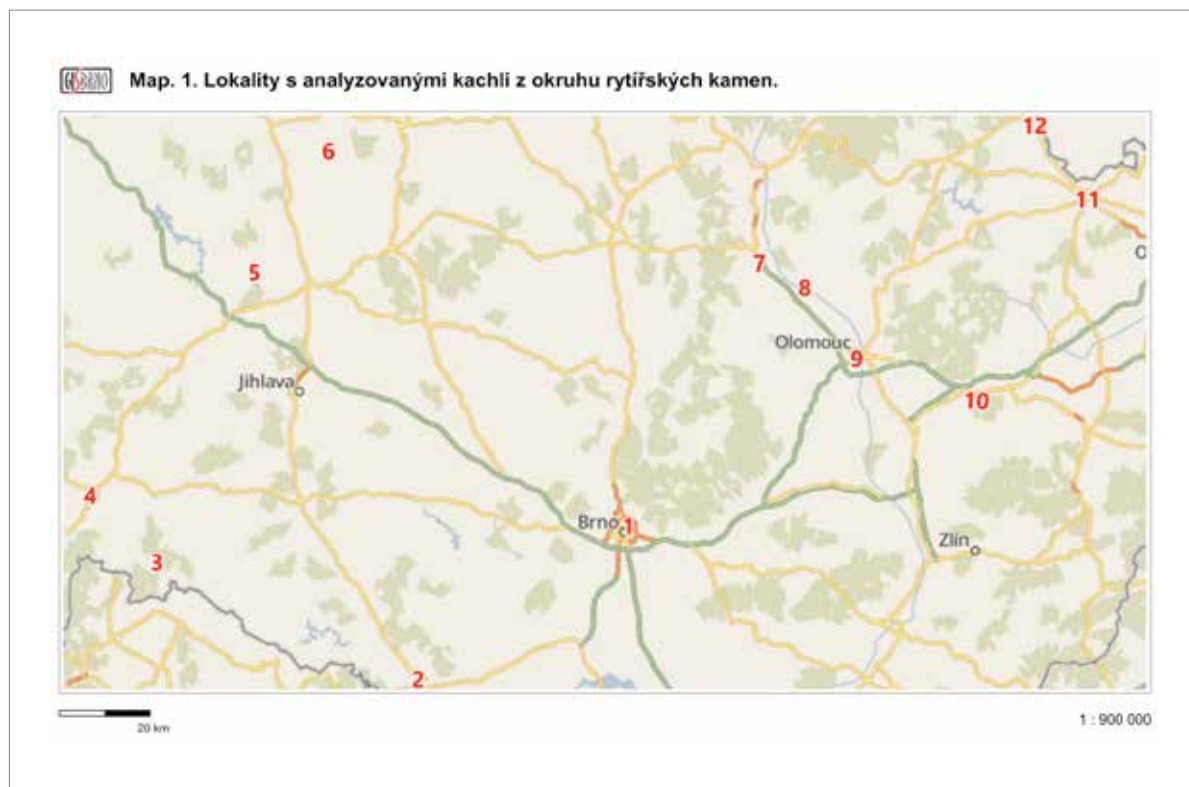 GISBRNO
Map. 1. Lokality s analyzovanými kachli z okruhu rytířských kamen.
12
6
11
O
7
5
8
Olomouc
9
Jihlava
10
4
Brno
1
Zlín
3
2
20 km
1 : 900 000